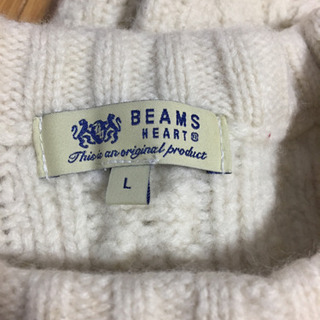 BEAMS
HEART®
This is an original product
L